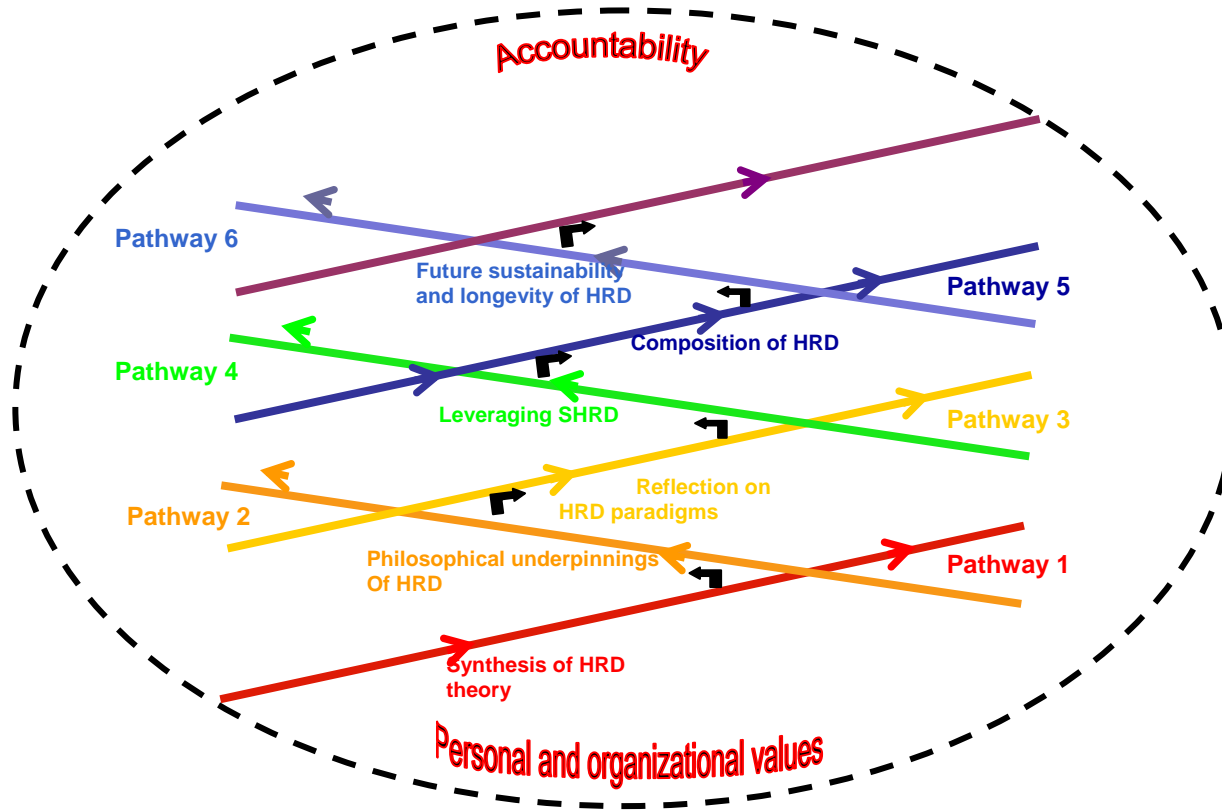 Accountability
Pathway 6
Future sustainability
and longevity of HRD
Pathway 5
Composition of HRD
Pathway 4
Leveraging SHRD
Pathway 3
Reflection on
HRD paradigms
Pathway 2
Philosophical underpinnings
Of HRD
Pathway 1
Synthesis of HRD
theory
Personal and organizational values